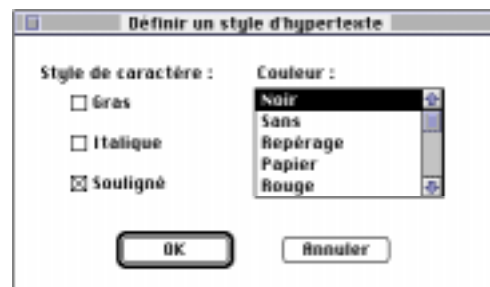 Définir un style d'hypertexte
Style de caractère :
Gras
Italique
Souligné
Couleur :
Noir
Sans
Repérage
Papier
Rouge
OK
Annuler